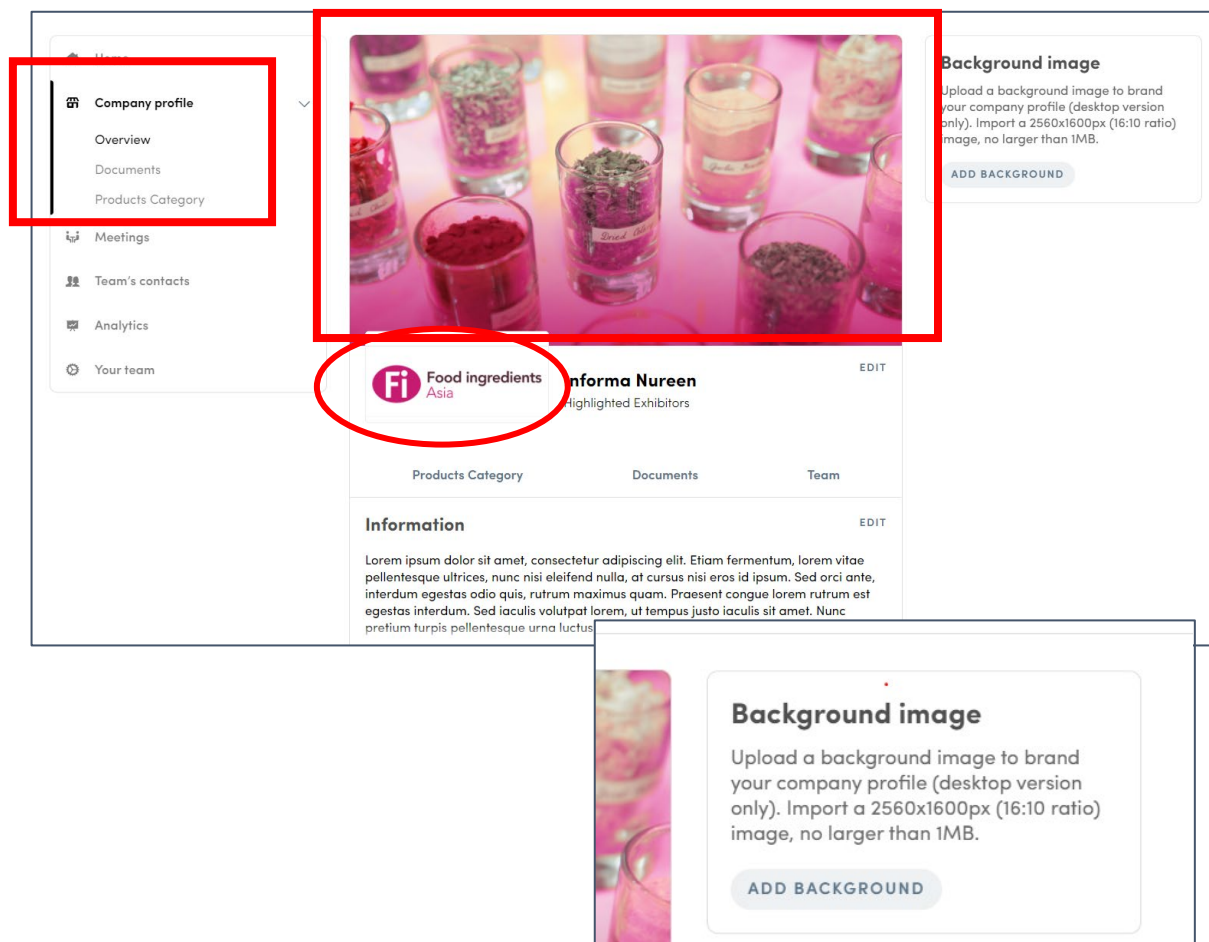 Home
Company profile
Overview
Documents
Products Category
Meetings
Team's contacts
Analytics
Your team
Dried
Background image
Upload a background image to brand
your company profile (desktop version
only). Import a 2560x1600px (16:10 ratio)
image, no larger than 1MB.
ADD BACKGROUND
Fi Food ingredients
Asia
Informa Nureen
Highlighted Exhibitors
EDIT
Products Category
Documents
Team
Information
EDIT
Lorem ipsum dolor sit amet, consectetur adipiscing elit. Etiam fermentum, lorem vitae
pellentesque ultrices, nunc nisi eleifend nulla, at cursus nisi eros id ipsum. Sed orci ante,
interdum egestas odio quis, rutrum maximus quam. Praesent congue lorem rutrum est
egestas interdum. Sed iaculis volutpat lorem, ut tempus justo iaculis sit amet. Nunc
pretium turpis pellentesque urna luctus
Background image
Upload a background image to brand
your company profile (desktop version
only). Import a 2560x1600px (16:10 ratio)
image, no larger than 1MB.
ADD BACKGROUND